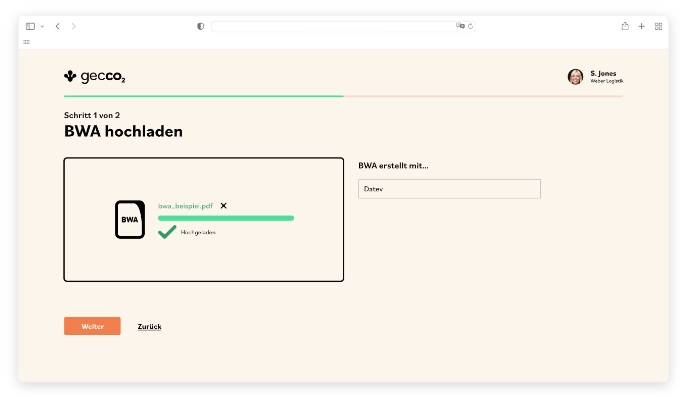 gecco₂
S. Jones
Weber Logistik
Schritt 1 von 2
BWA hochladen
BWA erstellt mit...
Datev
bwa_beispiel.pdf
BWA
Hochgeladen
Weiter
Zurück